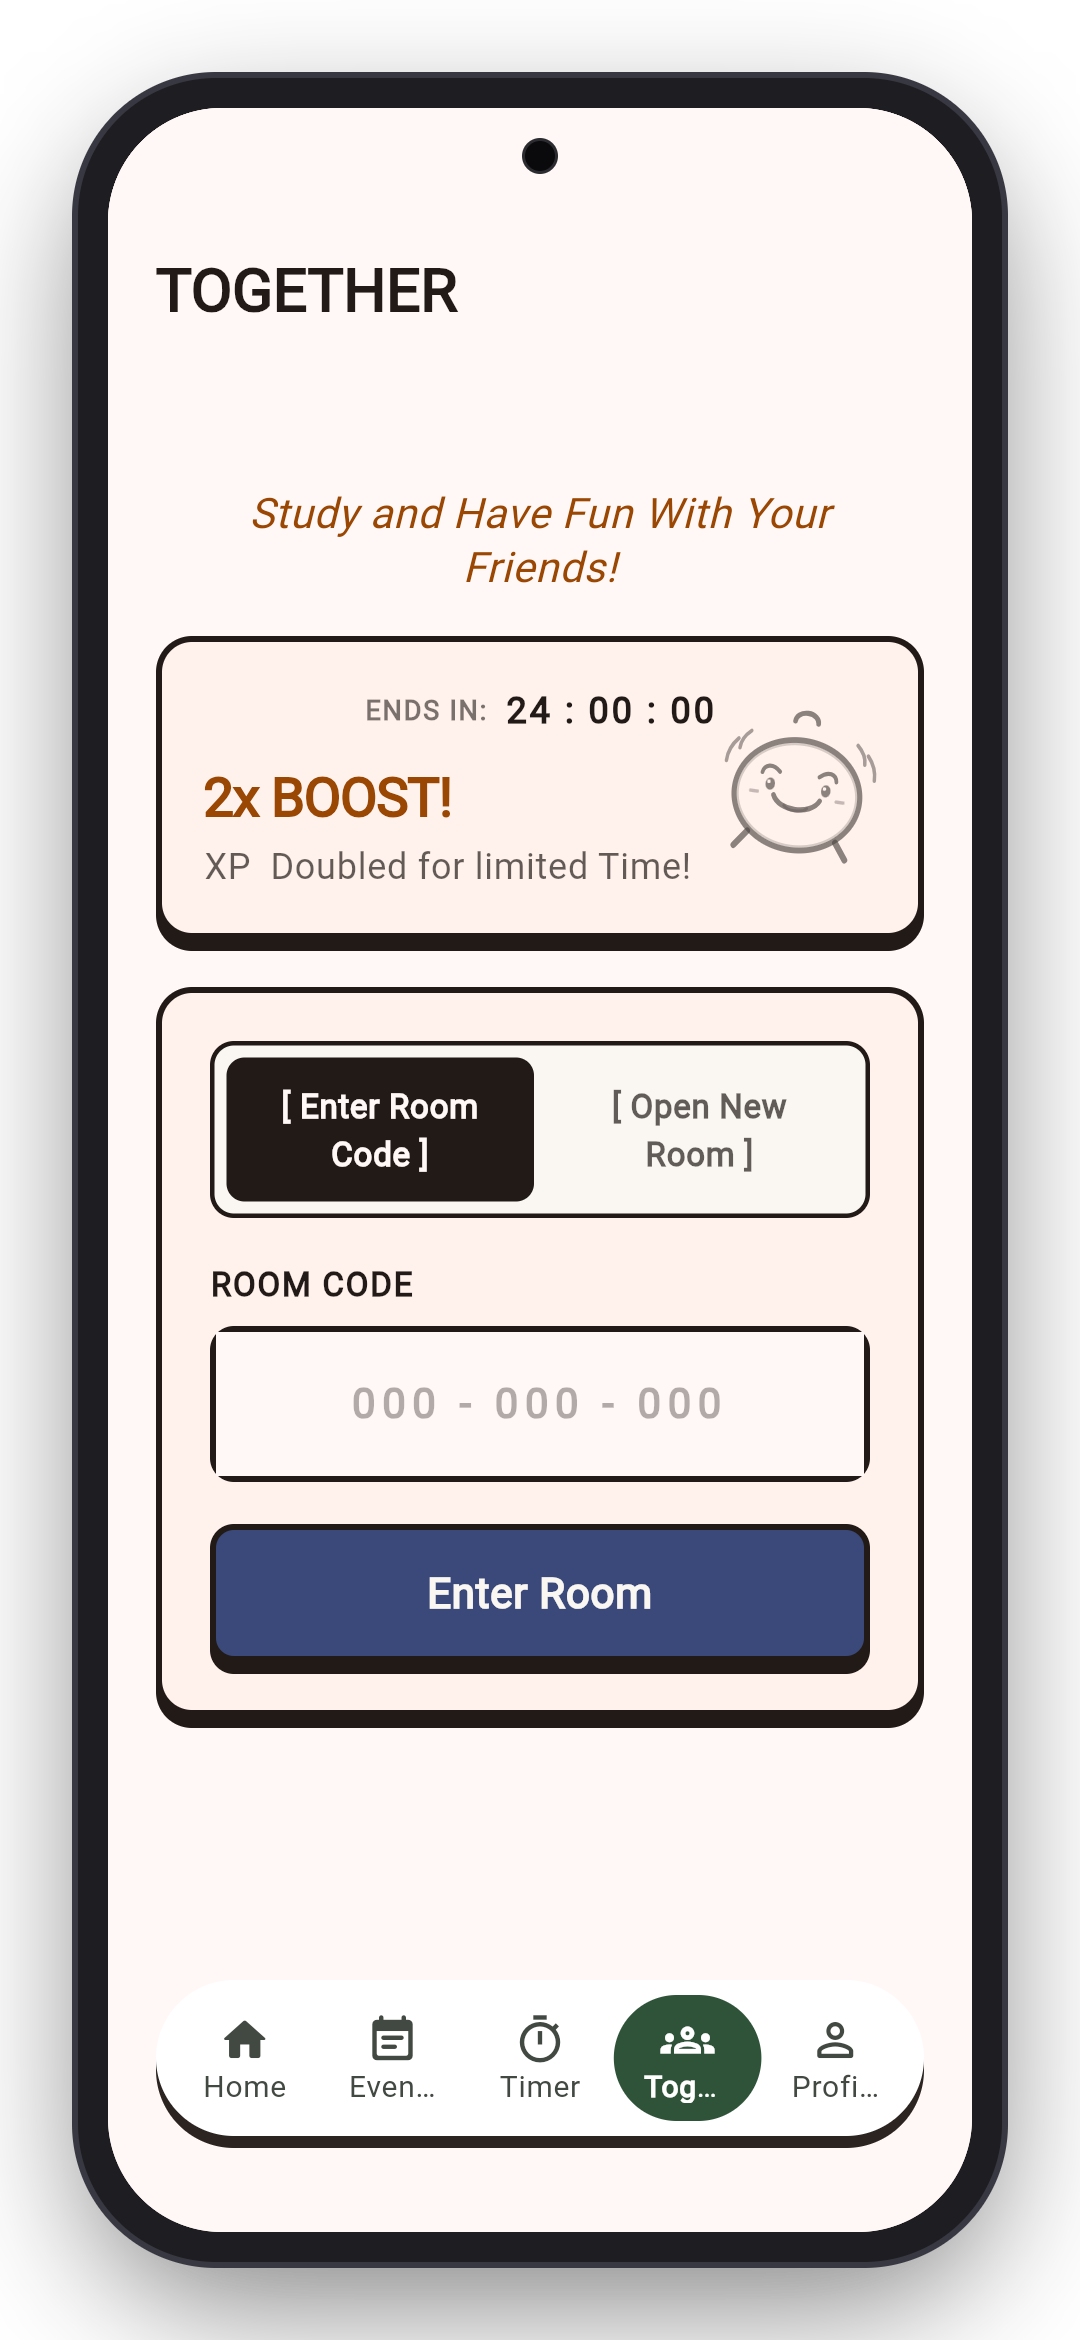 TOGETHER
Study and Have Fun With Your
Friends!
ENDS IN: 24 : 00 : 00
2x BOOST!
XP  Doubled for limited Time!
[ Enter Room
Code ]
[ Open New
Room ]
ROOM CODE
000 - 000 - 000
Enter Room
Home
Even...
Timer
Tog...
Profi...